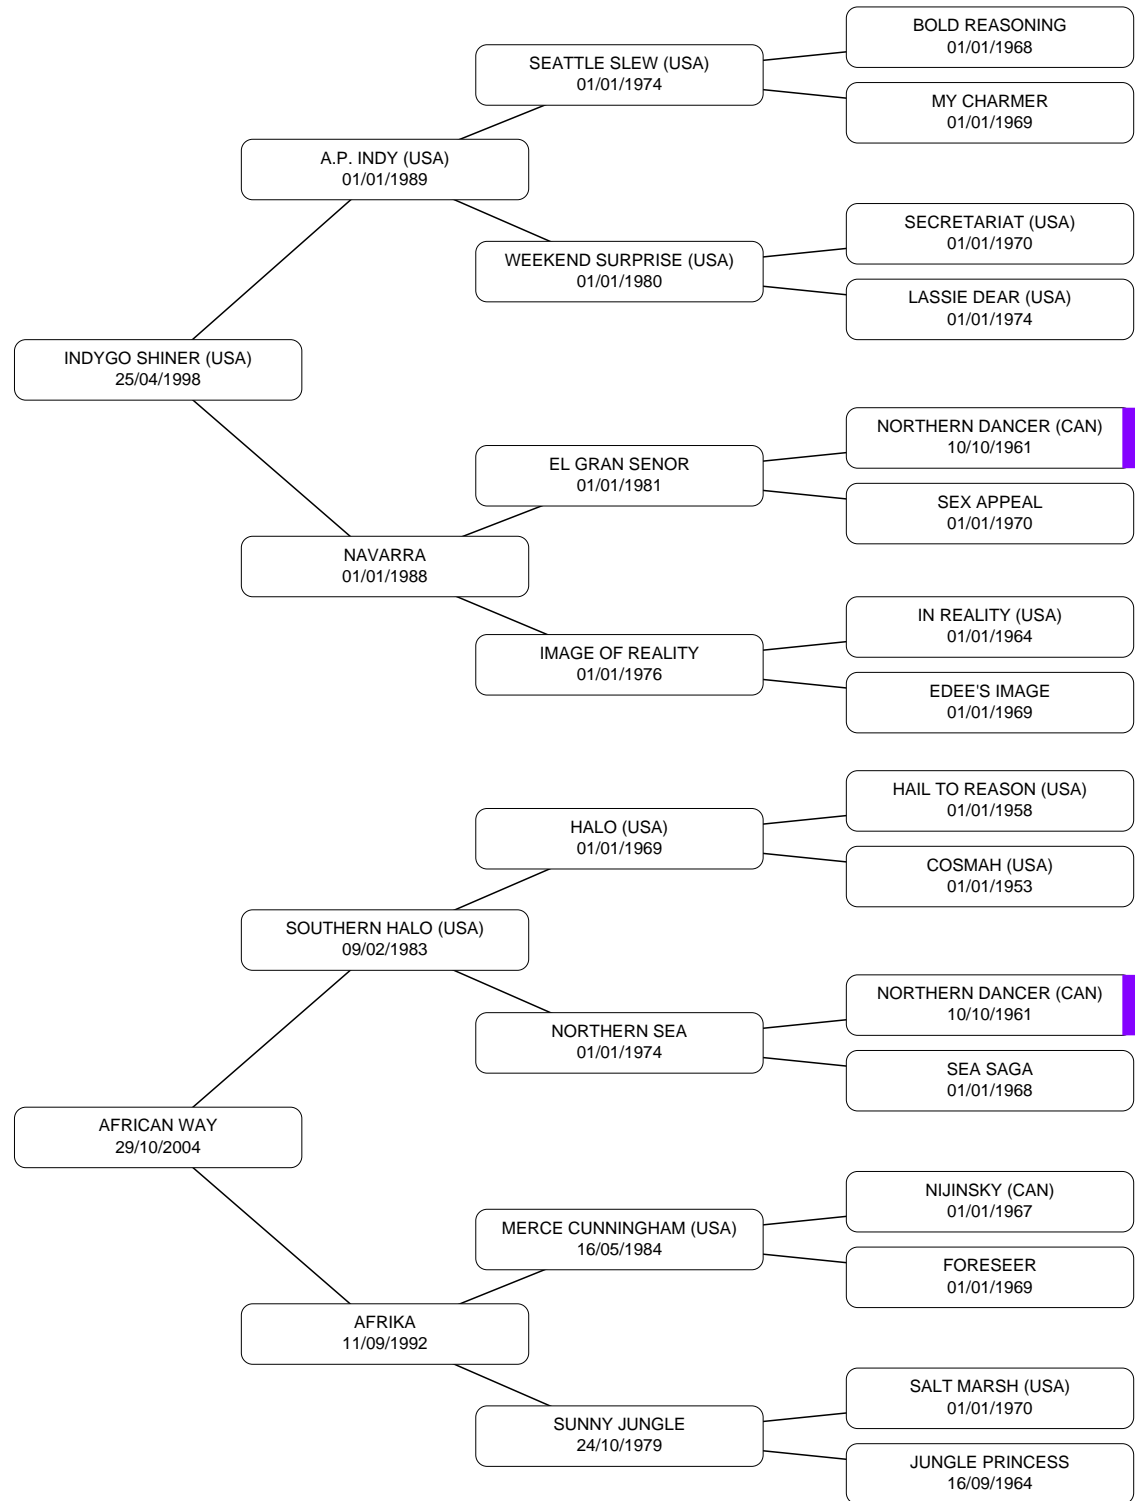 BOLD REASONING
01/01/1968
SEATTLE SLEW (USA)
01/01/1974
MY CHARMER
01/01/1969
A.P. INDY (USA)
01/01/1989
SECRETARIAT (USA)
01/01/1970
WEEKEND SURPRISE (USA)
01/01/1980
LASSIE DEAR (USA)
01/01/1974
INDYGO SHINER (USA)
25/04/1998
NORTHERN DANCER (CAN)
10/10/1961
EL GRAN SENOR
01/01/1981
SEX APPEAL
01/01/1970
NAVARRA
01/01/1988
IN REALITY (USA)
01/01/1964
IMAGE OF REALITY
01/01/1976
EDEE'S IMAGE
01/01/1969
HAIL TO REASON (USA)
01/01/1958
HALO (USA)
01/01/1969
COSMAH (USA)
01/01/1953
SOUTHERN HALO (USA)
09/02/1983
NORTHERN DANCER (CAN)
10/10/1961
NORTHERN SEA
01/01/1974
SEA SAGA
01/01/1968
AFRICAN WAY
29/10/2004
NIJINSKY (CAN)
01/01/1967
MERCE CUNNINGHAM (USA)
16/05/1984
FORESEER
01/01/1969
AFRIKA
11/09/1992
SALT MARSH (USA)
01/01/1970
SUNNY JUNGLE
24/10/1979
JUNGLE PRINCESS
16/09/1964